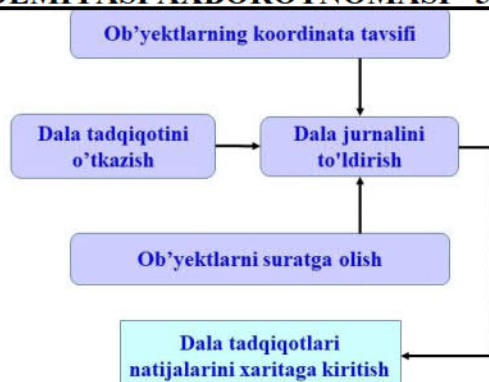 Ob’yektlarning koordinata tavsifi
Dala tadqiqotini
o’tkazish
Dala jurnalini
to'ldirish
Ob’yektlarni suratga olish
Dala tadqiqotlari
natijalarini xaritaga kiritish